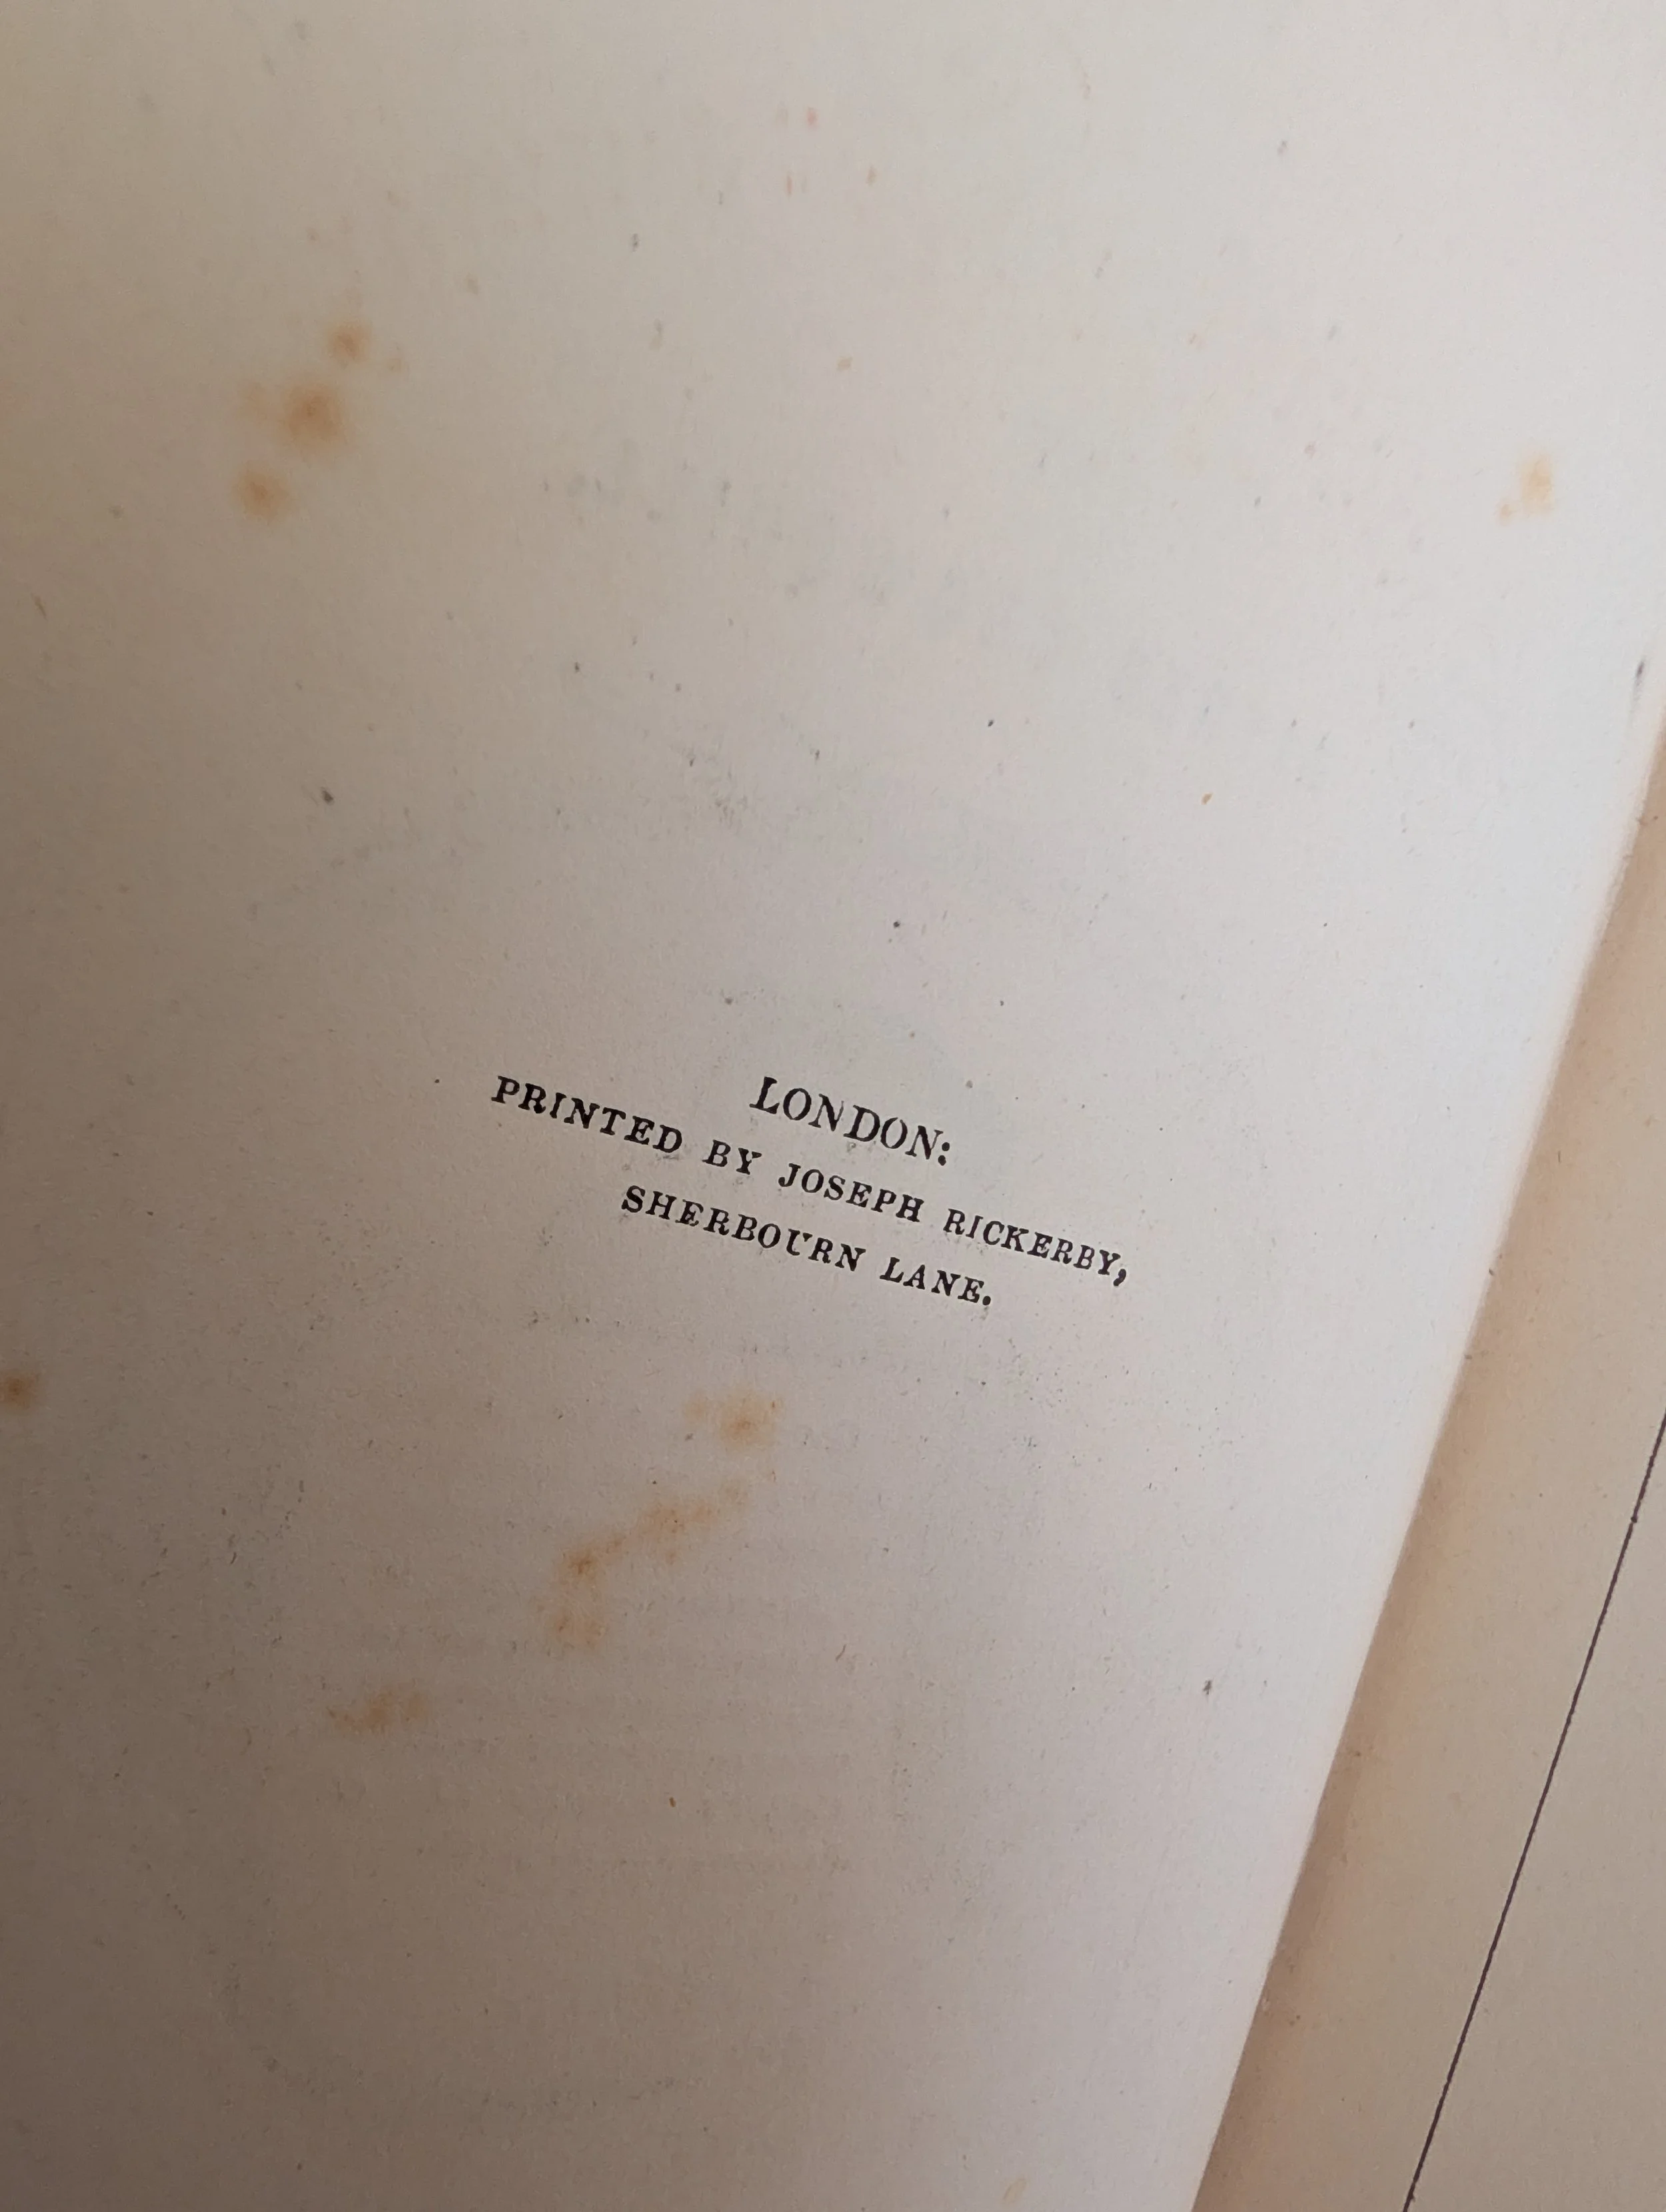 LONDON:
PRINTED BY JOSEPH RICKERBY,
SHERBOURN LANE.